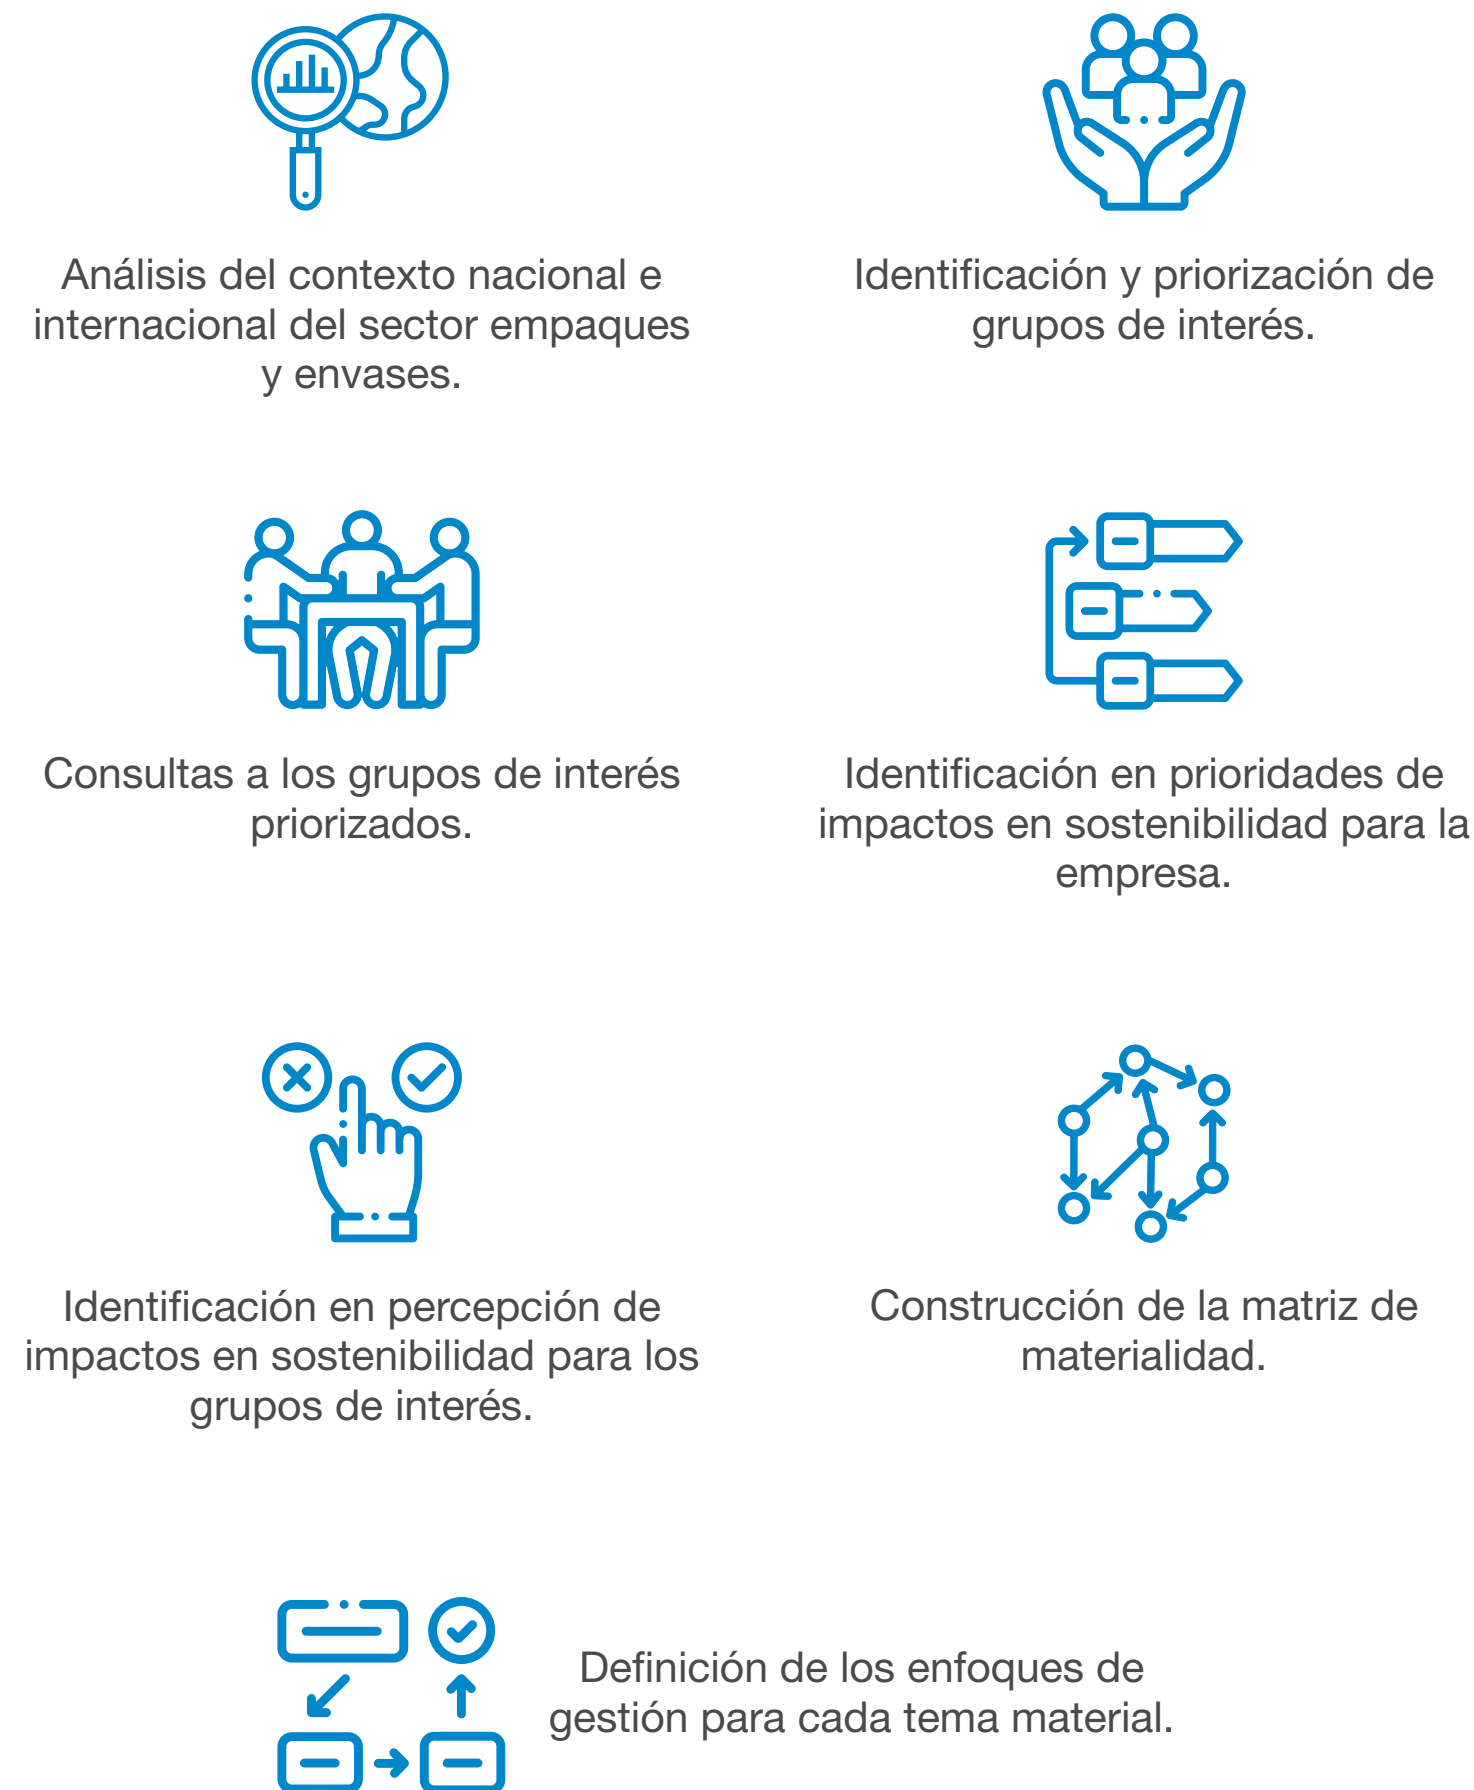 Análisis del contexto nacional e
internacional del sector empaques
y envases.
Identificación y priorización de
grupos de interés.
Consultas a los grupos de interés
priorizados.
Identificación en prioridades de
impactos en sostenibilidad para la
empresa.
Identificación en percepción de
impactos en sostenibilidad para los
grupos de interés.
Construcción de la matriz de
materialidad.
Definición de los enfoques de
gestión para cada tema material.